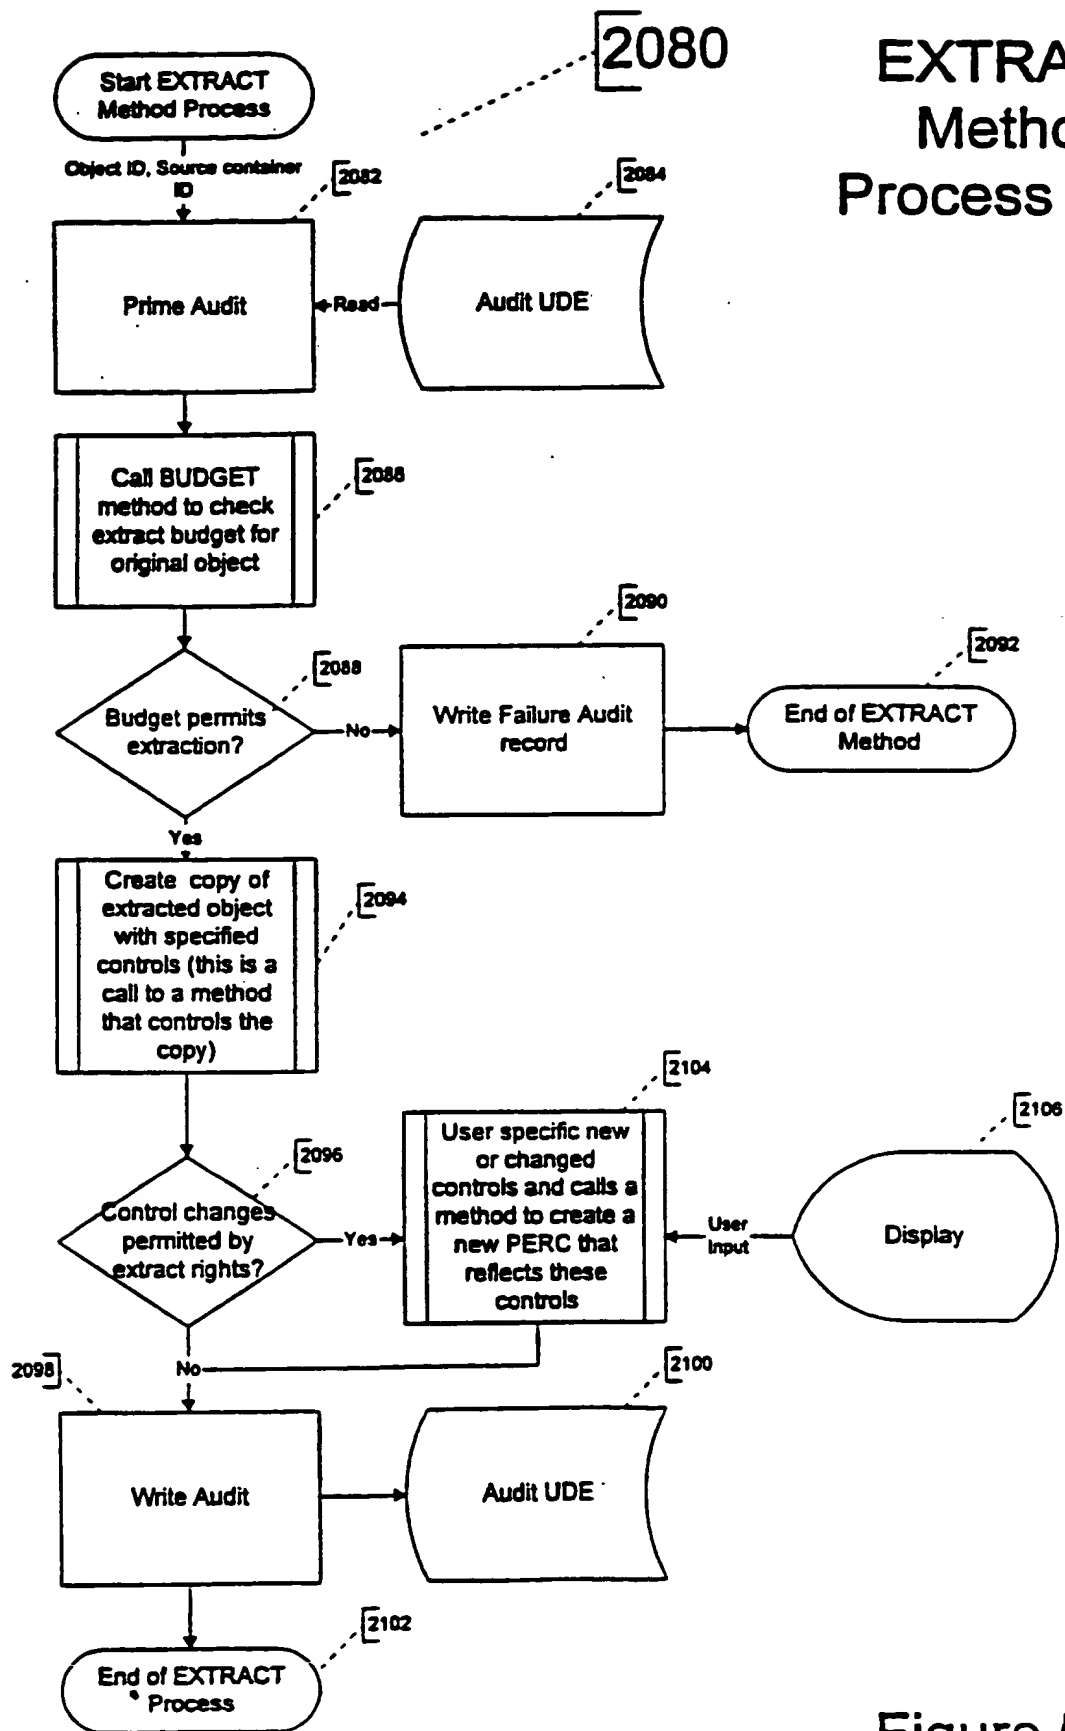 2080
EXTRA
Metho
Process
Start EXTRACT
Method Process
Object ID, Source container
ID
2082
2084
Prime Audit
Read
Audit UDE
Call BUDGET
method to check
extract budget for
original object
2088
2090
2092
2088
Budget permits
extraction?
No
Write Failure Audit
record
End of EXTRACT
Method
Yes
Create copy of
extracted object
with specified
controls (this is a
call to a method
that controls the
copy)
2094
2104
2106
2096
Control changes
permitted by
extract rights?
Yes
User specific new
or changed
controls and calls a
method to create a
new PERC that
reflects these
controls
User
Input
Display
No
2098
2100
Write Audit
Audit UDE
2102
End of EXTRACT
Process
Figure